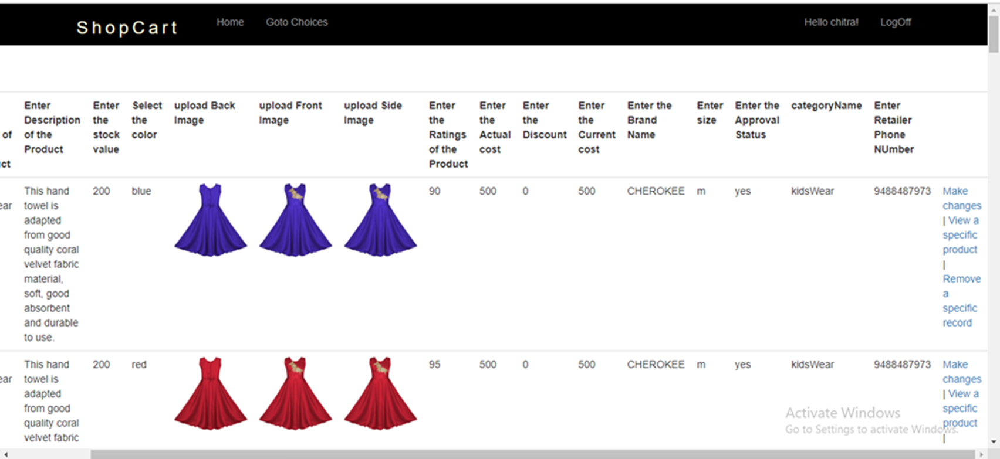 ShopCart Home Goto Choices Hello chitra! LogOff
of
ct
Enter
Description
of the
Product
Enter
the
stock
value
Select
the
color
upload Back
Image
upload Front
Image
upload Side
Image
Enter
the
Ratings
of the
Product
Enter
the
Actual
cost
Enter
the
Discount
Enter
the
Current
cost
Enter the
Brand
Name
Enter
size
Enter the
Approval
Status
categoryName
Enter
Retailer
Phone
NUmber
ear
This hand
towel is
adapted
from good
quality coral
velvet fabric
material,
soft, good
absorbent
and durable
to use.
200
blue
90
500
0
500
CHEROKEE
m
yes
kidsWear
9488487973
Make
changes
| View a
specific
product
|
Remove
a
specific
record
ear
This hand
towel is
adapted
from good
quality coral
velvet fabric
200
red
95
500
0
500
CHEROKEE
m
yes
kidsWear
9488487973
Make
changes
| View a
specific
product
|
Activate Windows
Go to Settings to activate Windows.